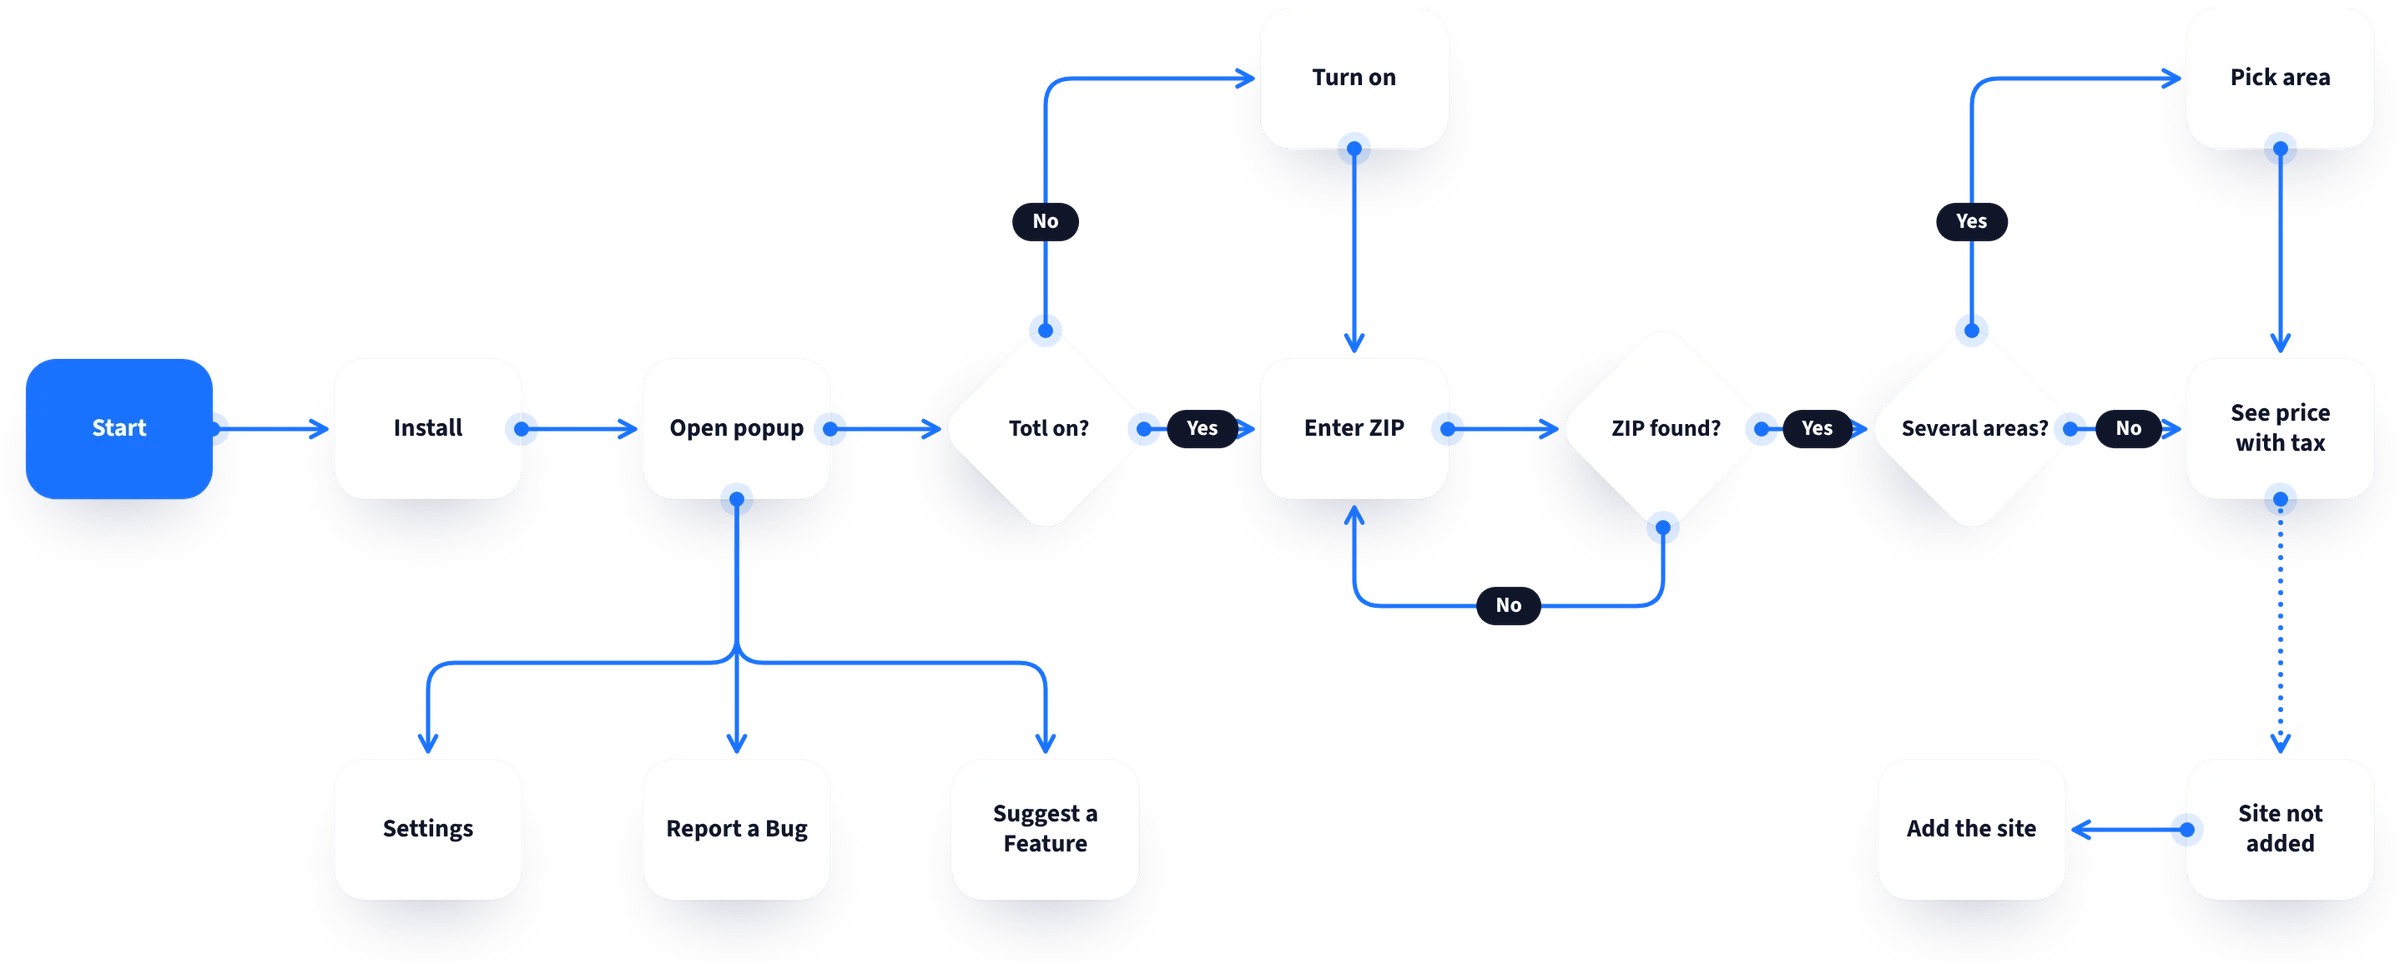 Turn on
Pick area
No
Yes
Start
Install
Open popup
Totl on?
Yes
Enter ZIP
ZIP found?
Yes
Several areas?
No
See price
with tax
No
Settings
Report a Bug
Suggest a
Feature
Add the site
Site not
added